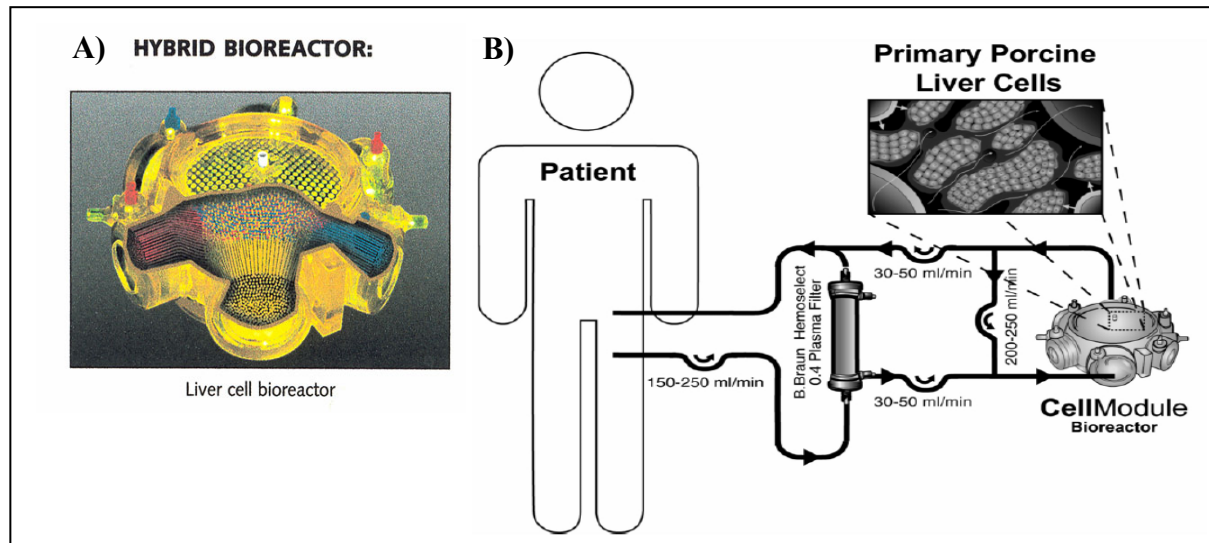 A) HYBRID BIOREACTOR:
Liver cell bioreactor
B)
Primary Porcine
Liver Cells
Patient
30-50 ml/min
B.Braun Hemoselect
0.4 Plasma Filter
200-250 ml/min
150-250 ml/min
30-50 ml/min
CellModule
Bioreactor